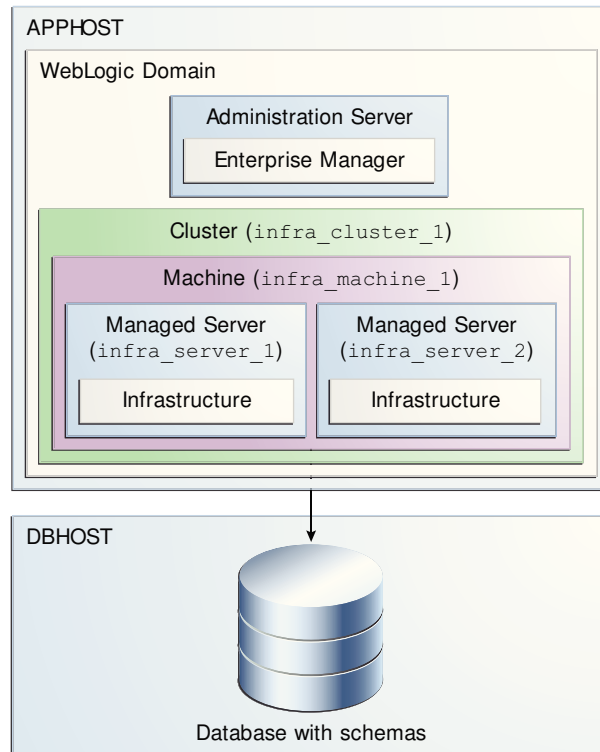 APPHOST
WebLogic Domain
Administration Server
Enterprise Manager
Cluster (infra_cluster_1)
Machine (infra_machine_1)
Managed Server
(infra_server_1)
Infrastructure
Managed Server
(infra_server_2)
Infrastructure
DBHOST
Database with schemas